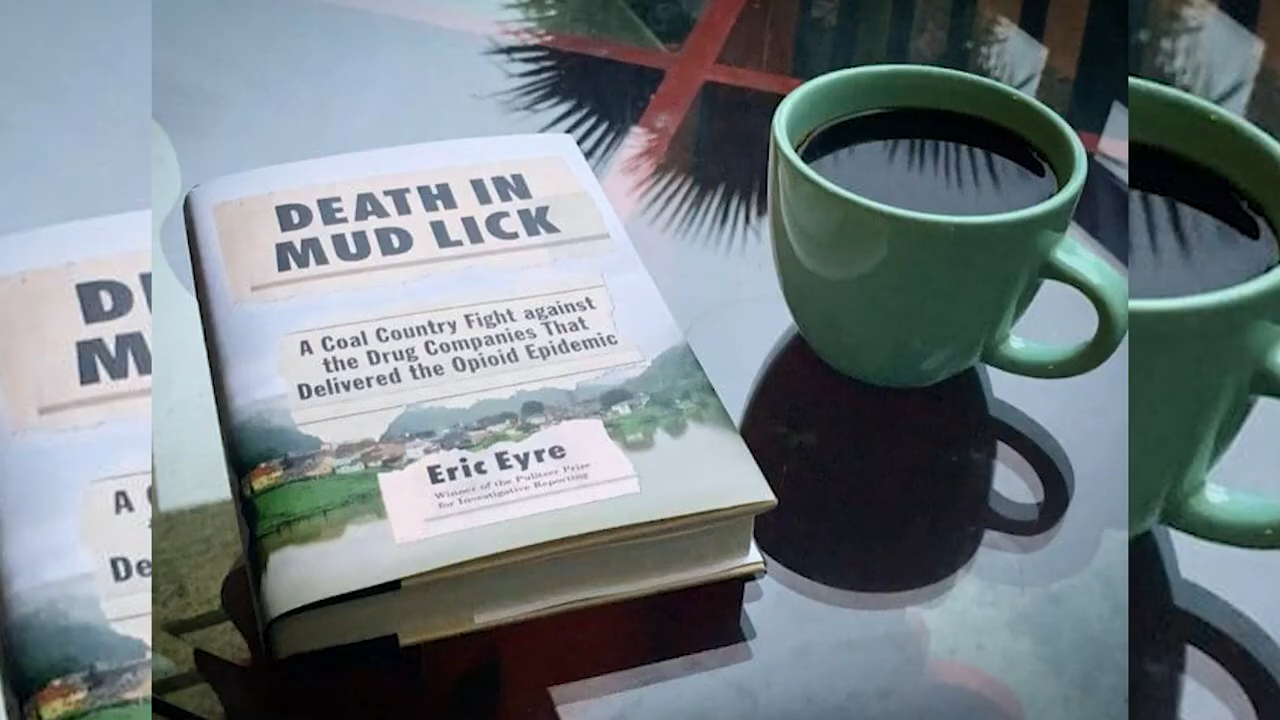 DEATH IN
MUD LICK
A Coal Country Fight against
the Drug Companies That
Delivered the Opioid Epidemic
Eric Eyre
Winner of the Pulitzer Prize
for Investigative Reporting
D
M
A
De